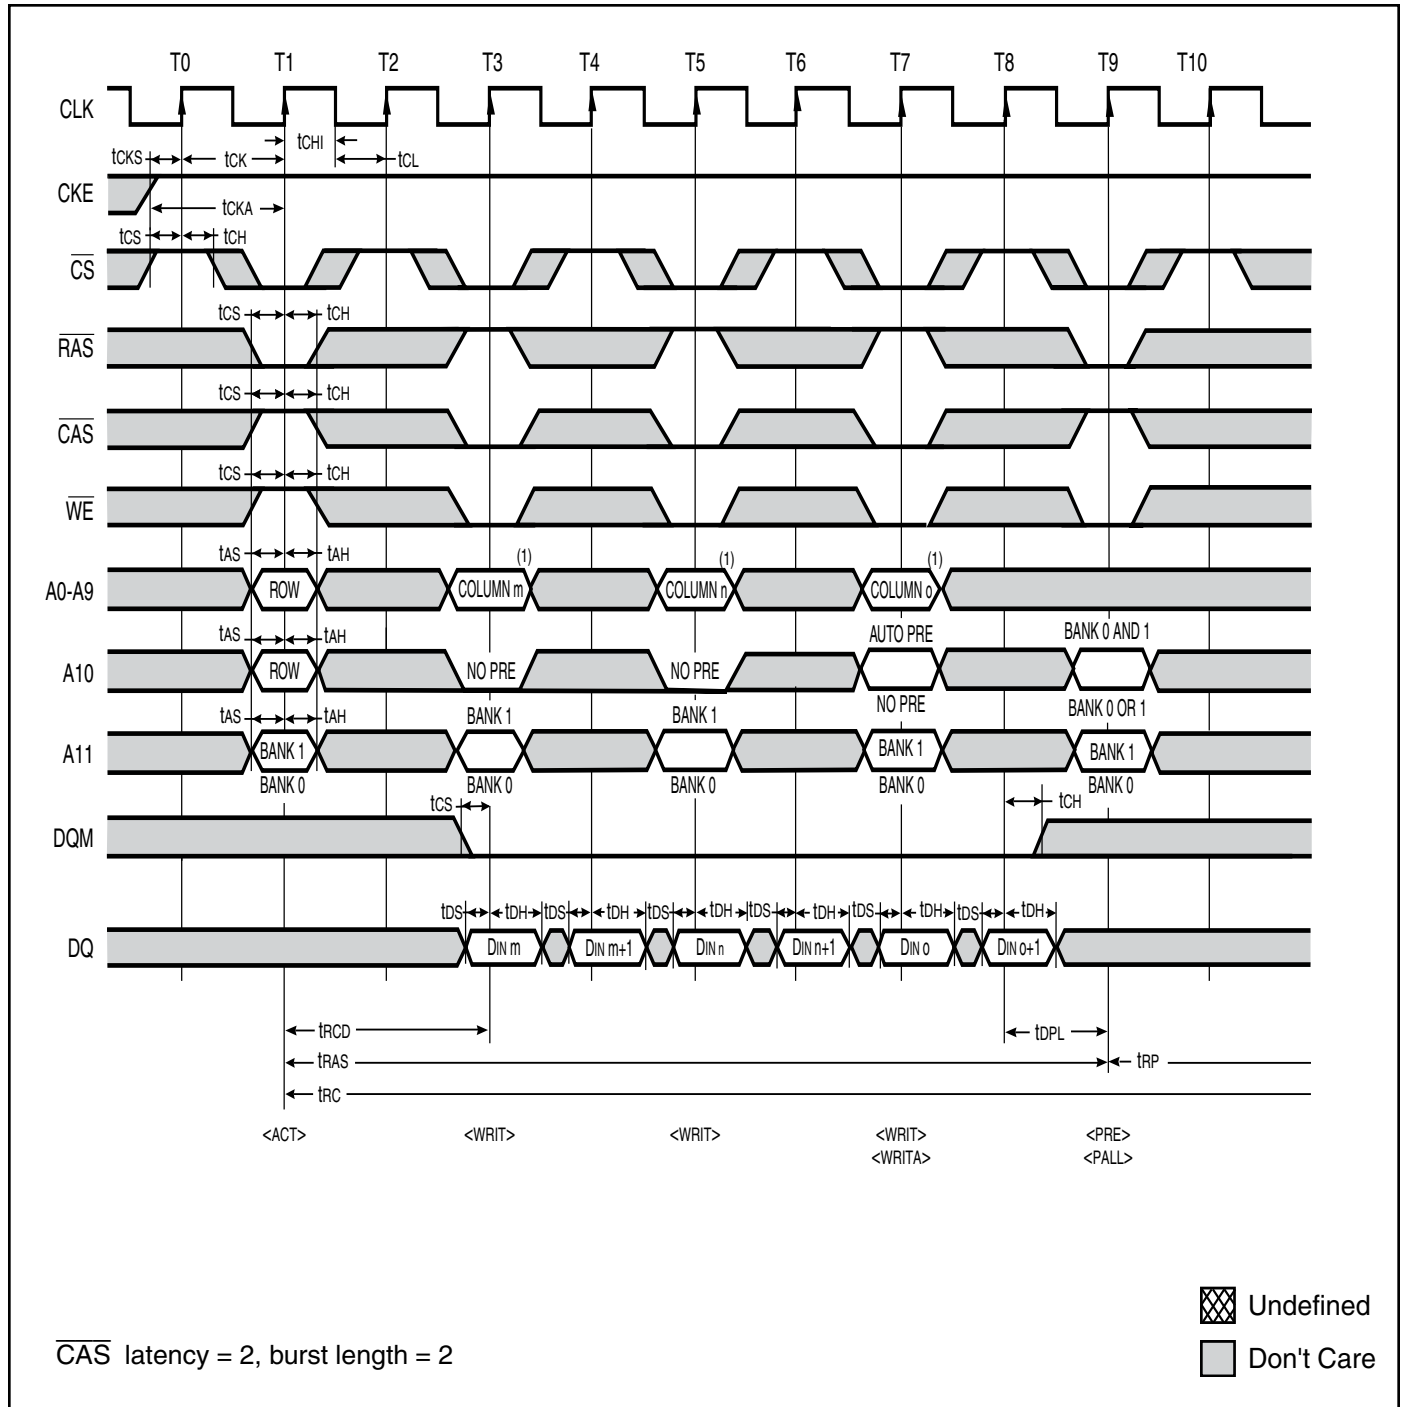 T0 T1 T2 T3 T4 T5 T6 T7 T8 T9 T10
CLK
tCHI
tCKS tCK tCL
CKE
tCKA
tCS tCH
CS
tCS tCH
RAS
tCS tCH
CAS
tCS tCH
WE
tAS tAH (1) (1) (1)
A0-A9 ROW COLUMN m COLUMN n COLUMN o
tAS tAH AUTO PRE BANK 0 AND 1
A10 ROW NO PRE NO PRE
NO PRE BANK 0 OR 1
tAS tAH BANK 1 BANK 1
A11 BANK 1 BANK 1 BANK 1
BANK 0 BANK 0 BANK 0 BANK 0 BANK 0
tCS tCH
DQM
tDS tDH tDS tDH tDS tDH tDS tDH tDS tDH tDS tDH
DQ DIN m DIN m+1 DIN n DIN n+1 DIN o DIN o+1
tRCD tDPL
tRAS tRP
tRC
<ACT> <WRIT> <WRIT> <WRIT> <PRE>
<WRITA> <PALL>
Undefined
CAS latency = 2, burst length = 2
Don't Care